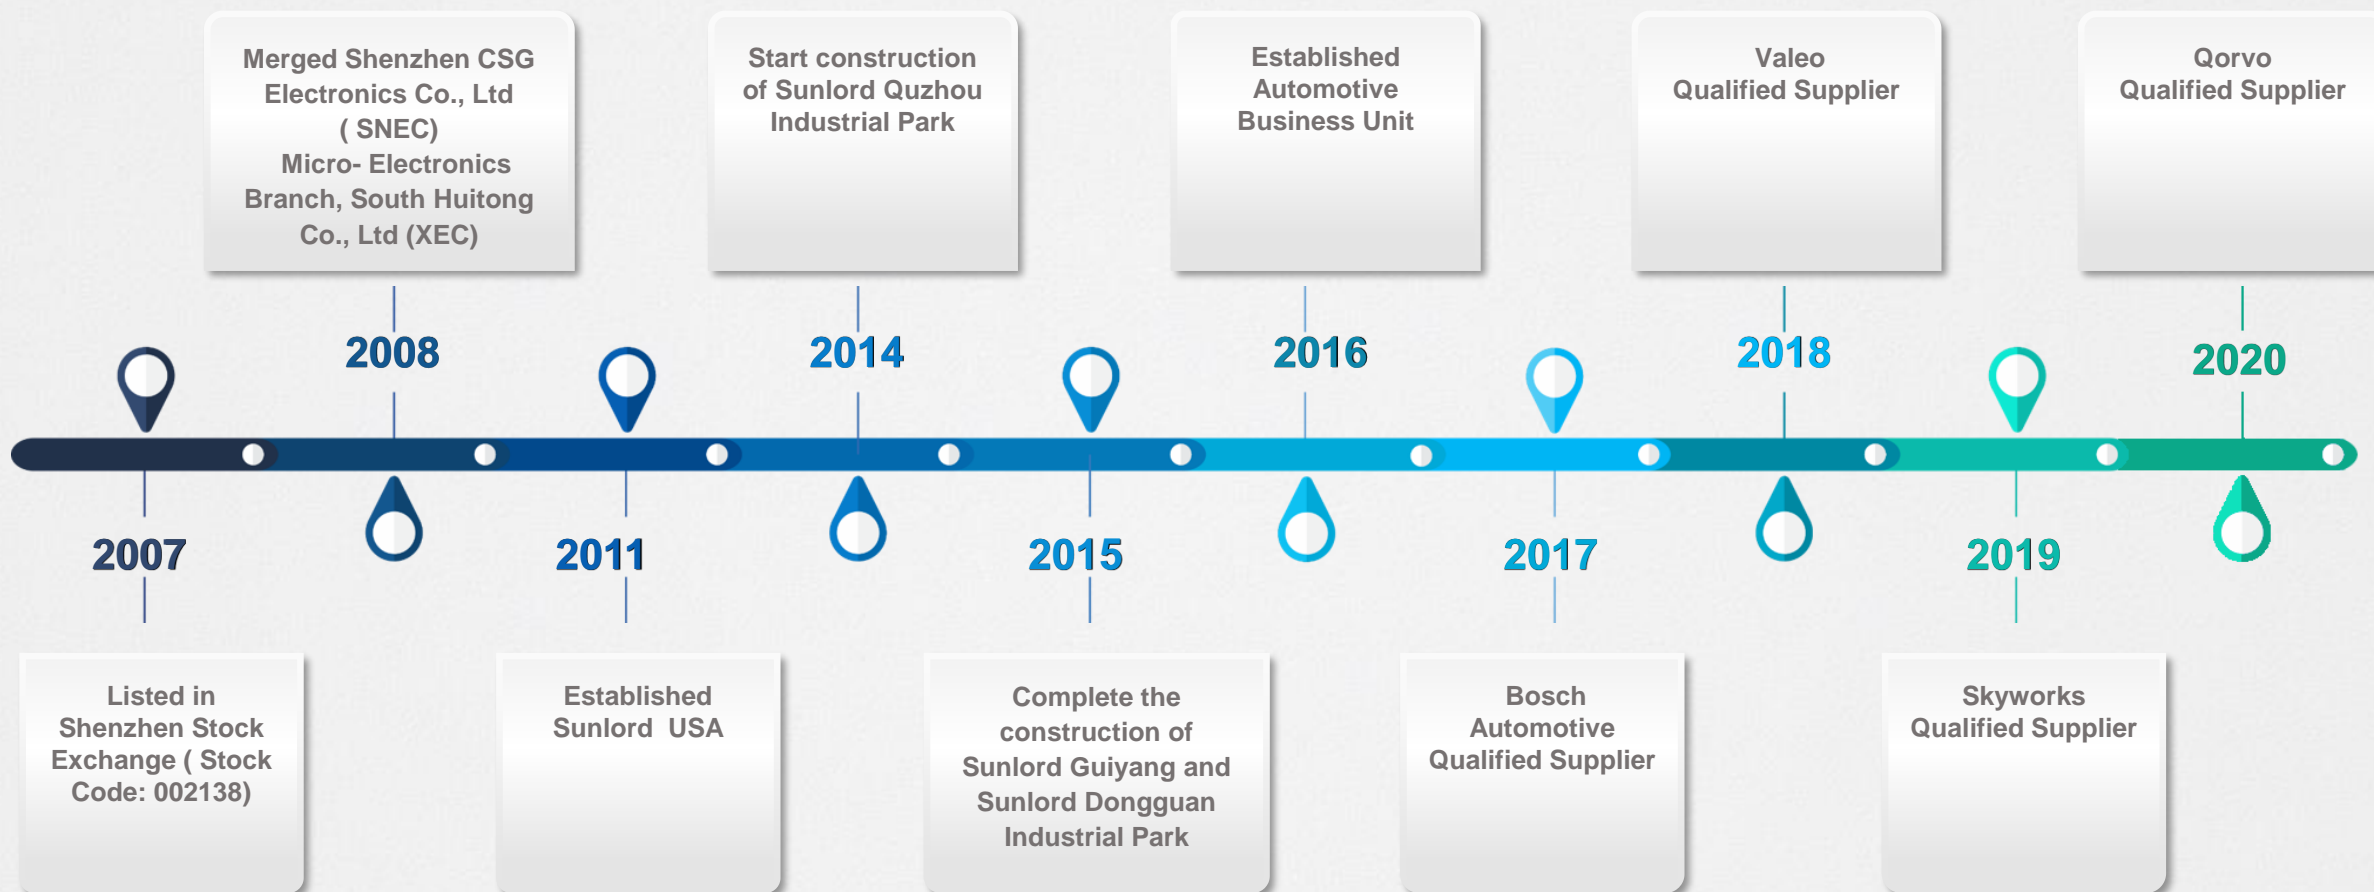 Merged Shenzhen CSG
Electronics Co., Ltd
( SNEC)
Micro- Electronics
Branch, South Huitong
Co., Ltd (XEC)
Start construction
of Sunlord Quzhou
Industrial Park
Established
Automotive
Business Unit
Valeo
Qualified Supplier
Qorvo
Qualified Supplier
2008
2014
2016
2018
2020
2007
2011
2015
2017
2019
Listed in
Shenzhen Stock
Exchange ( Stock
Code: 002138)
Established
Sunlord  USA
Complete the
construction of
Sunlord Guiyang and
Sunlord Dongguan
Industrial Park
Bosch
Automotive
Qualified Supplier
Skyworks
Qualified Supplier